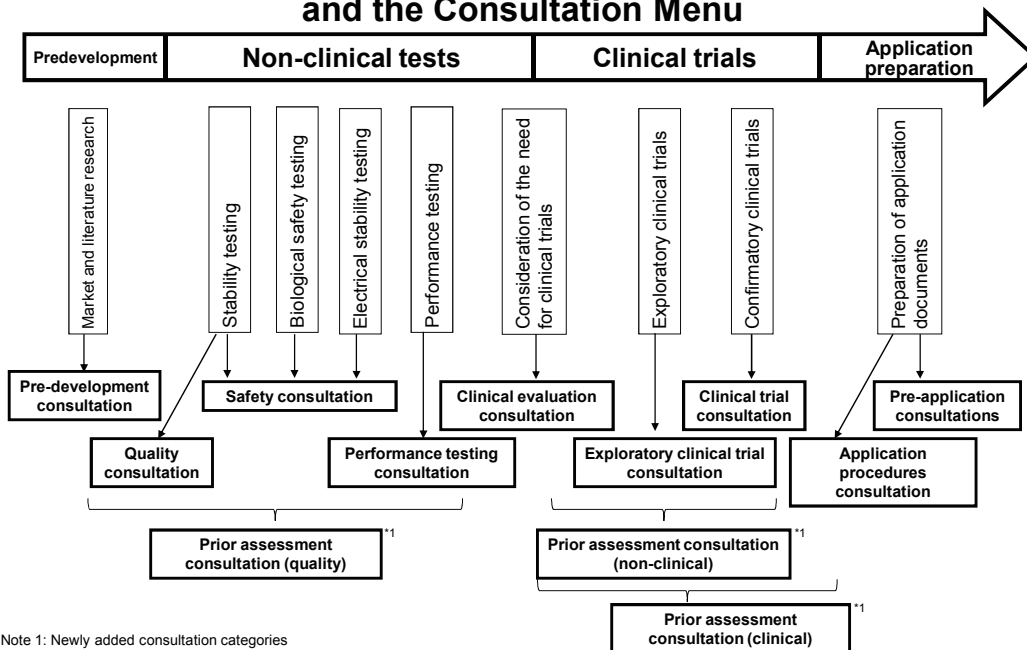 and the Consultation Menu
Predevelopment
Non-clinical tests
Clinical trials
Application
preparation
Market and literature research
Stability testing
Biological safety testing
Electrical stability testing
Performance testing
Consideration of the need
for clinical trials
Exploratory clinical trials
Confirmatory clinical trials
Preparation of application
documents
Pre-development
consultation
Safety consultation
Clinical evaluation
consultation
Clinical trial
consultation
Pre-application
consultations
Quality
consultation
Performance testing
consultation
Exploratory clinical trial
consultation
Application
procedures
consultation
Prior assessment
consultation (quality)
*1
Prior assessment consultation
(non-clinical)
*1
Prior assessment
consultation (clinical)
*1
Note 1: Newly added consultation categories